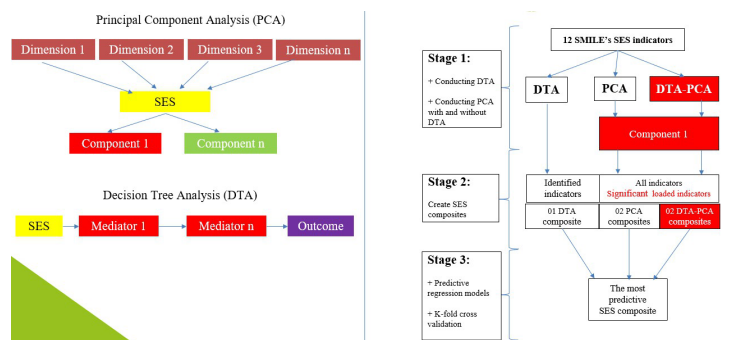 Principal Component Analysis (PCA)
Dimension 1
Dimension 2
Dimension 3
Dimension n
SES
Component 1
Component n
Decision Tree Analysis (DTA)
SES
Mediator 1
Mediator n
Outcome
Stage 1:
+ Conducting DTA
+ Conducting PCA
with and without
DTA
12 SMILE's SES indicators
DTA
PCA
DTA-PCA
Component 1
Stage 2:
Create SES
composites
Identified
indicators
All indicators
Significant loaded indicators
01 DTA
composite
02 PCA
composites
02 DTA-PCA
composites
Stage 3:
+ Predictive
regression models
+ K-fold cross
validation
The most
predictive
SES composite